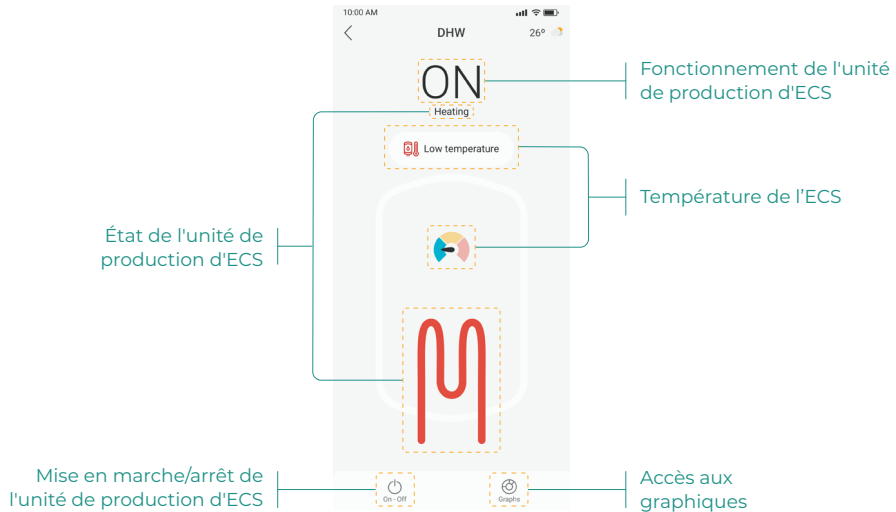 10:00 AM
DHW
26º
ON
Heating
Low temperature
Fonctionnement de l'unité
de production d'ECS
Température de l’ECS
État de l'unité de
production d'ECS
Mise en marche/arrêt de
l'unité de production d'ECS
On - Off
Graphs
Accès aux
graphiques